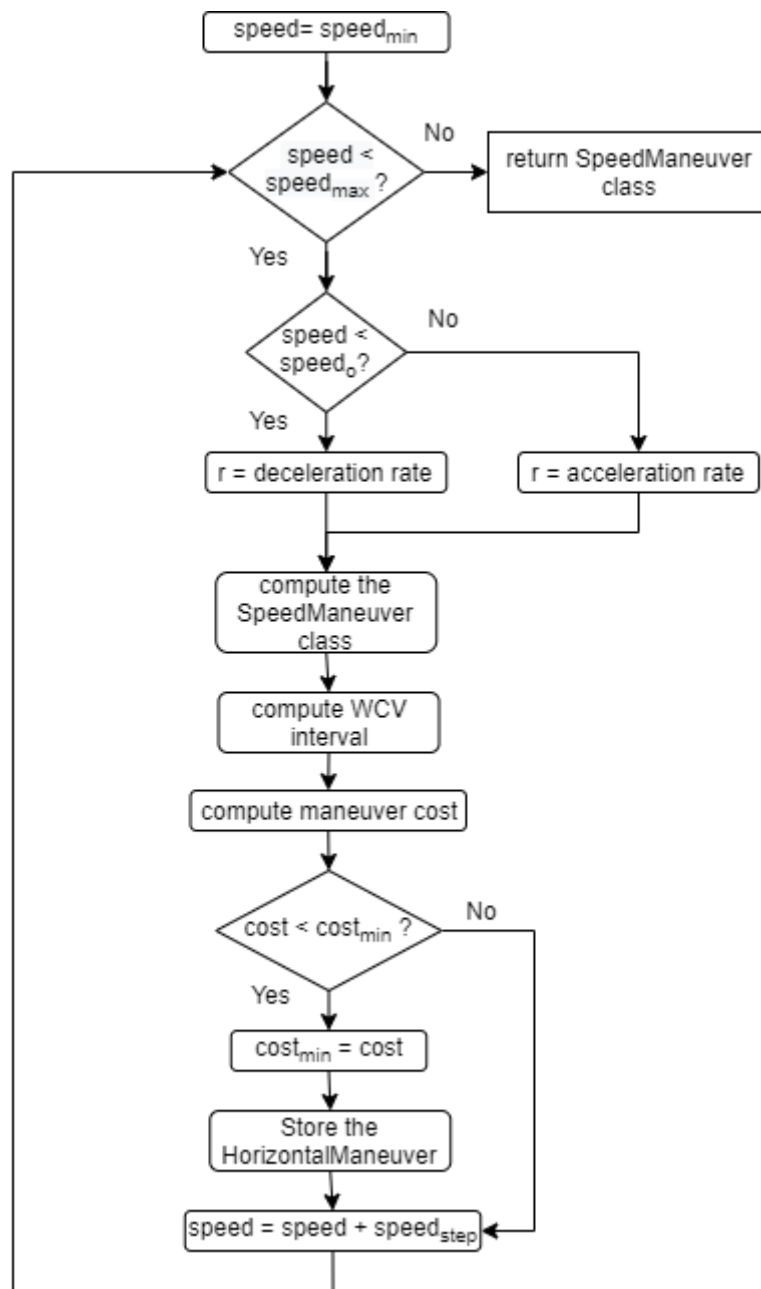 speed= speedmin
No
speed <
speedmax ?
return SpeedManeuver
class
Yes
speed <
speedo?
No
Yes
r = deceleration rate
r = acceleration rate
compute the
SpeedManeuver
class
compute WCV
interval
compute maneuver cost
cost < costmin ?
No
Yes
costmin = cost
Store the
HorizontalManeuver
speed = speed + speedstep